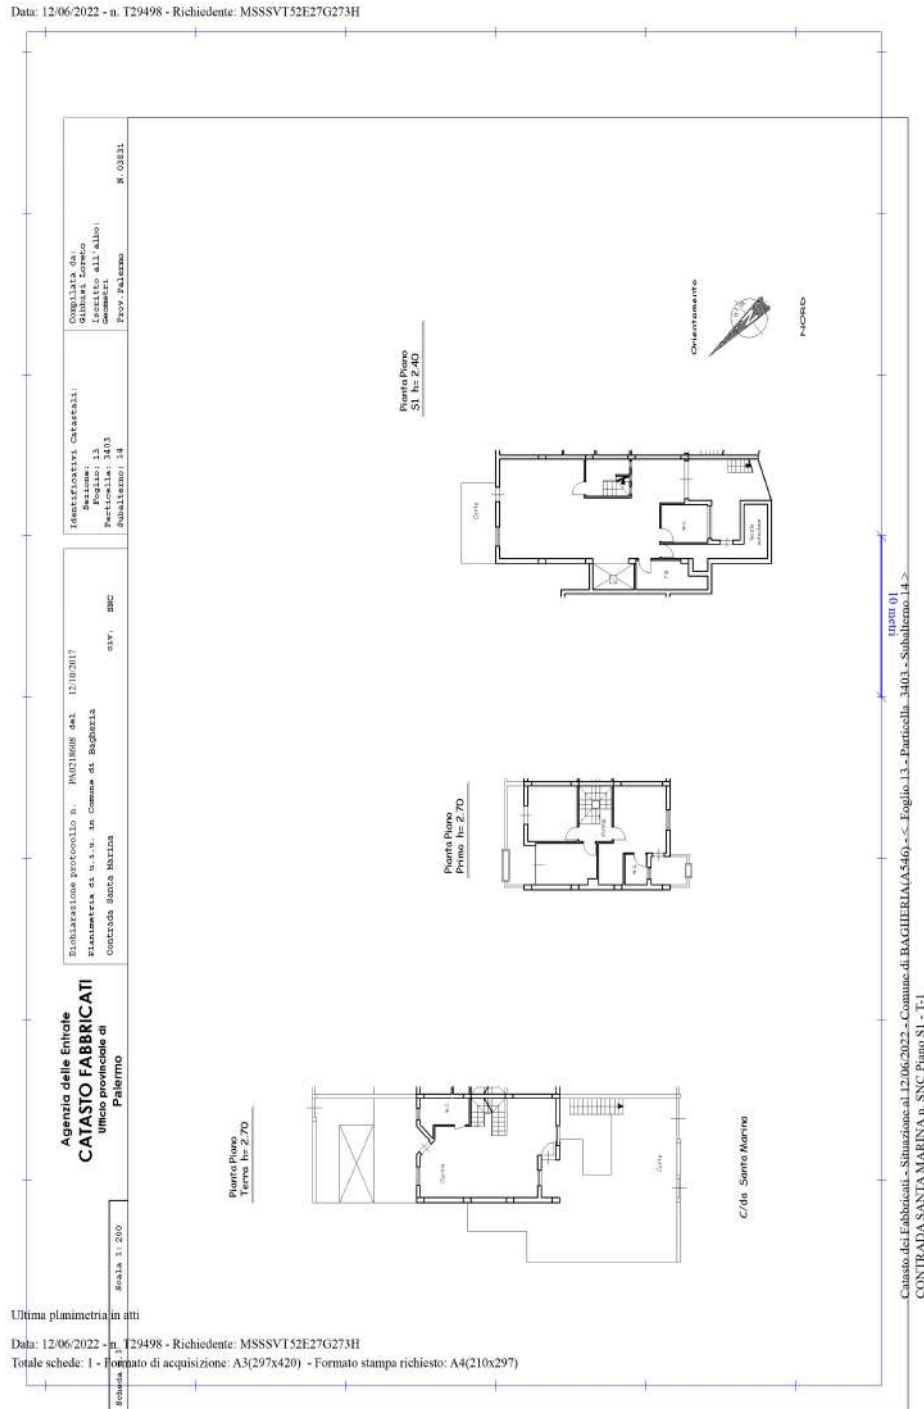 Data: 12/06/2022 - n. T29498 - Richiedente: MSSSVT52E27G273H
Agenzia delle Entrate
CATASTO FABBRICATI
Ufficio provinciale di
Palermo
Dichiarazione protocollo n. PA0218608 del 12/10/2017
Planimetria di u.i.u. in Comune di Bagheria
Contrada Santa Marina civ. SNC
Identificativi Catastali:
Sezione:
Foglio: 13
Particella: 3403
Subalterno: 14
Compilata da:
Gibbisi Loreto
Iscritto all'albo:
Geometri
Prov. Palermo N. 03831
Scheda n. 1 Scala 1: 200
Pianta Piano
Terra h= 2.70
W.C.
Cucina
Corte
C/da Santa Marina
Pianta Piano
Primo h= 2.70
W.C.
Pianta Piano
S1 h= 2.40
Corte
W.C.
Orientamento
NORD
10 metri
Catasto dei Fabbricati - Situazione al 12/06/2022 - Comune di BAGHERIA(A546) - < Foglio 13 - Particella 3403 - Subalterno 14 >
CONTRADA SANTA MARINA n. SNC Piano S1 - T-1
Ultima planimetria in atti
Data: 12/06/2022 - n. T29498 - Richiedente: MSSSVT52E27G273H
Totale schede: 1 - Formato di acquisizione: A3(297x420) - Formato stampa richiesto: A4(210x297)